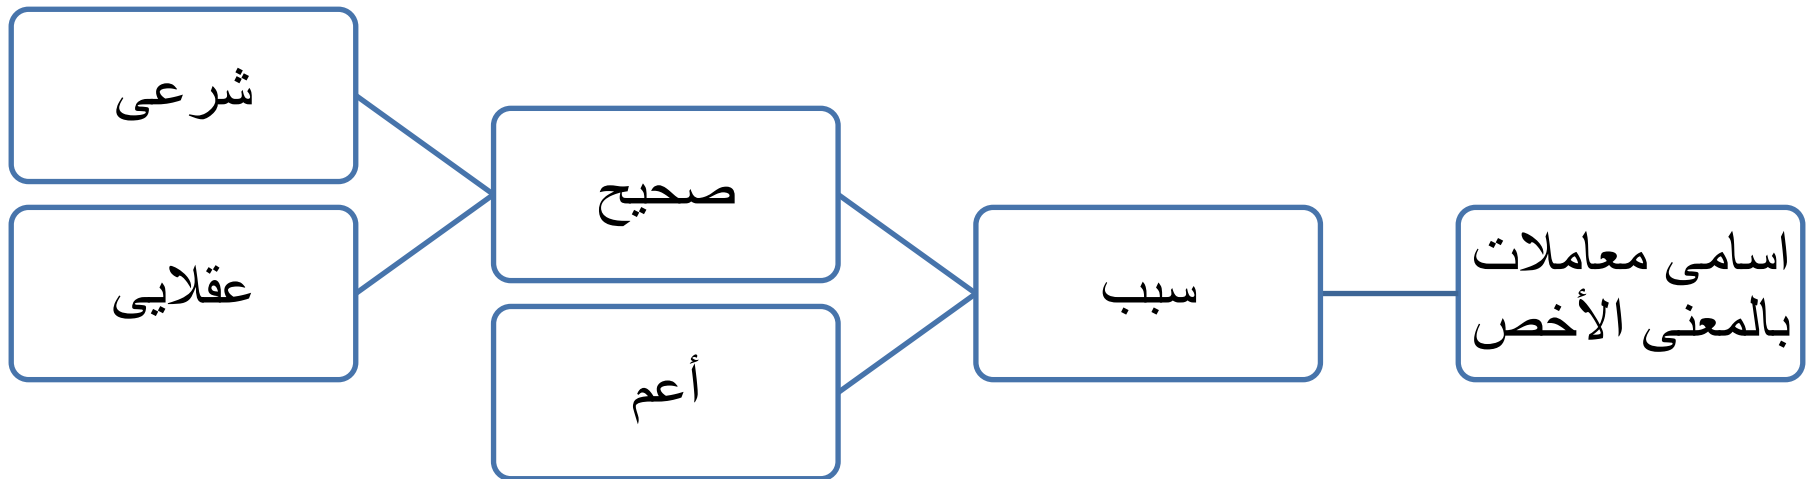 اسامی معاملات
بالمعنی الأخص
سبب
صحیح
أعم
شرعی
عقلایی